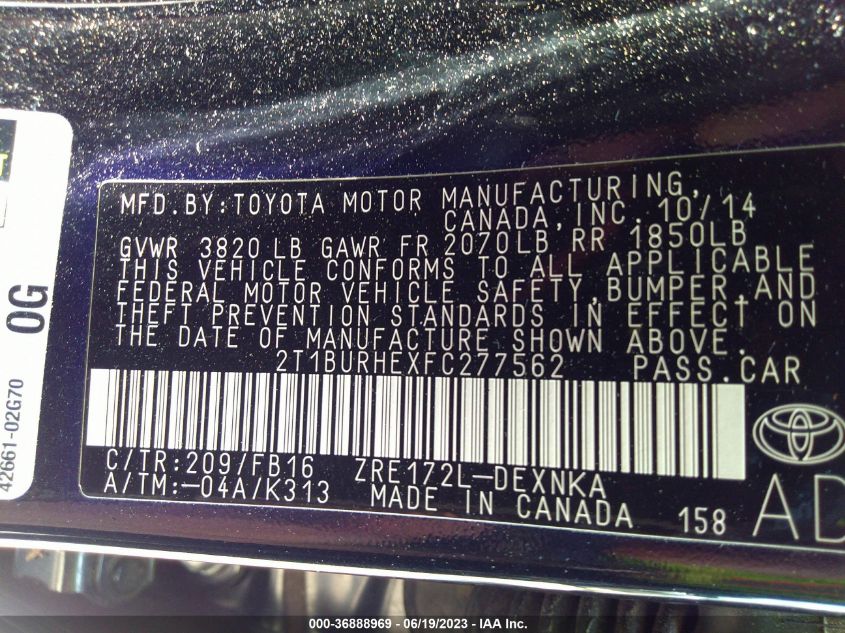 MFD.BY:TOYOTA MOTOR MANUFACTURING,
CANADA, INC. 10/14
GVWR 3820 LB GAWR FR 2070LB RR 1850LB
THIS VEHICLE CONFORMS TO ALL APPLICABLE
FEDERAL MOTOR VEHICLE SAFETY,BUMPER,AND
THEFT PREVENTION STANDARDS IN EFFECT ON
THE DATE OF MANUFACTURE SHOWN ABOVE.
2T1BURHEXFC277562 PASS.CAR
C/TR:209/FB16 ZRE172L-DEXNKA
A/TM:-04A/K313 MADE IN CANADA 158 AD
0G
42661-02G70
000-36888969 - 06/19/2023 - IAA Inc.